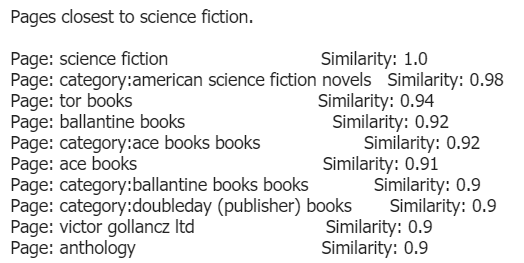 Pages closest to science fiction.
Page: science fiction Similarity: 1.0
Page: category:american science fiction novels Similarity: 0.98
Page: tor books Similarity: 0.94
Page: ballantine books Similarity: 0.92
Page: category:ace books books Similarity: 0.92
Page: ace books Similarity: 0.91
Page: category:ballantine books books Similarity: 0.9
Page: category:doubleday (publisher) books Similarity: 0.9
Page: victor gollancz ltd Similarity: 0.9
Page: anthology Similarity: 0.9